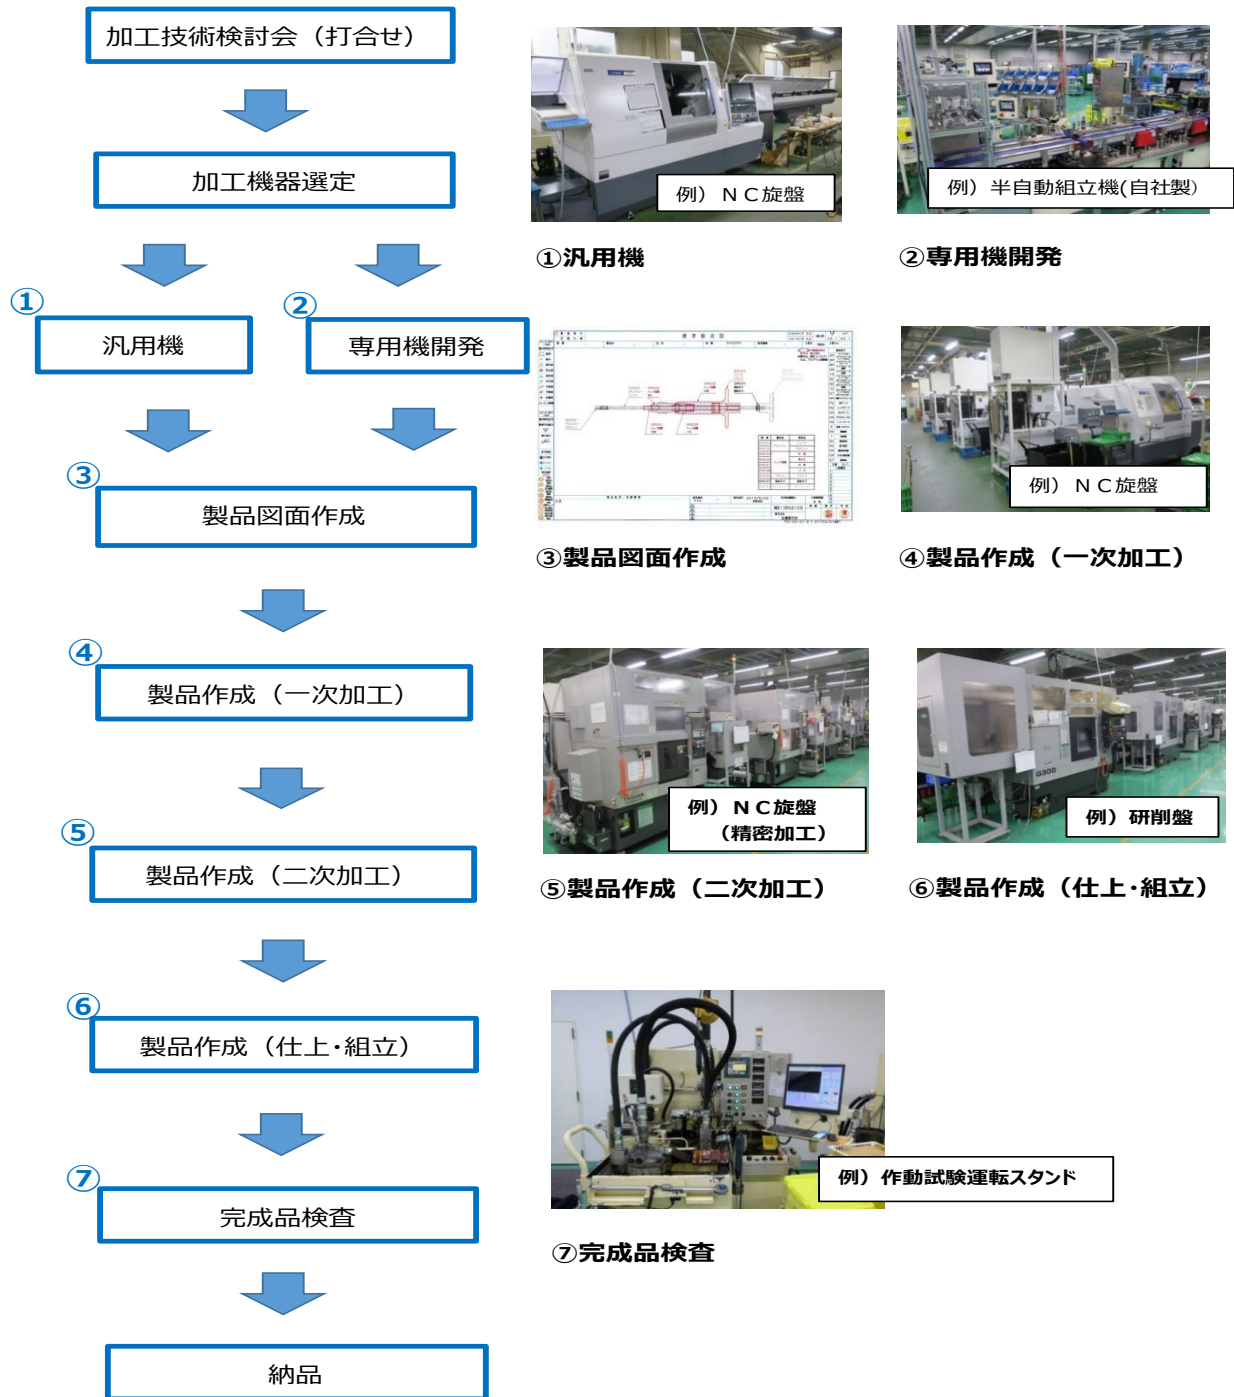 加工技術検討会（打合せ）
加工機器選定
①
汎用機
②
専用機開発
③
製品図面作成
④
製品作成（一次加工）
⑤
製品作成（二次加工）
⑥
製品作成（仕上・組立）
⑦
完成品検査
納品
例）ＮＣ旋盤
①汎用機
例）半自動組立機(自社製)
②専用機開発
標準製造図
③製品図面作成
例）ＮＣ旋盤
④製品作成（一次加工）
例）ＮＣ旋盤
（精密加工）
⑤製品作成（二次加工）
G300
例）研削盤
⑥製品作成（仕上・組立）
例）作動試験運転スタンド
⑦完成品検査